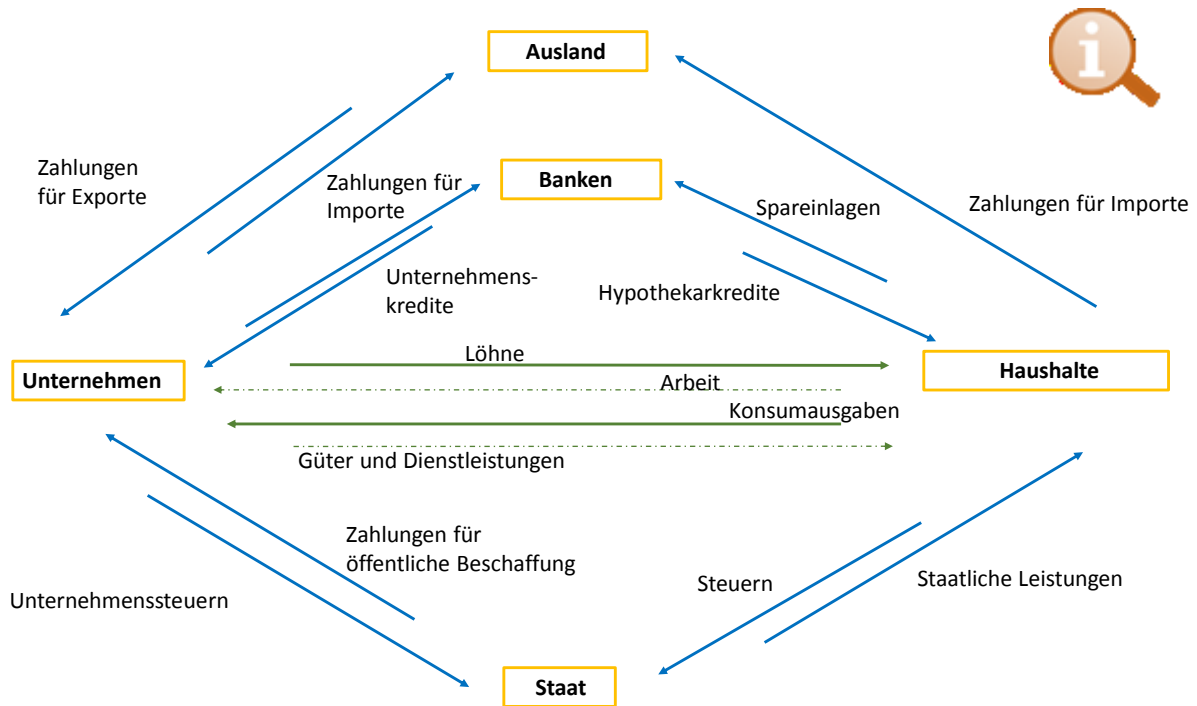 Ausland
Zahlungen
für Exporte
Zahlungen für
Importe
Banken
Spareinlagen
Zahlungen für Importe
Unternehmens-
kredite
Hypothekarkredite
Löhne
Unternehmen
Haushalte
Arbeit
Konsumausgaben
Güter und Dienstleistungen
Zahlungen für
öffentliche Beschaffung
Unternehmenssteuern
Steuern
Staatliche Leistungen
Staat